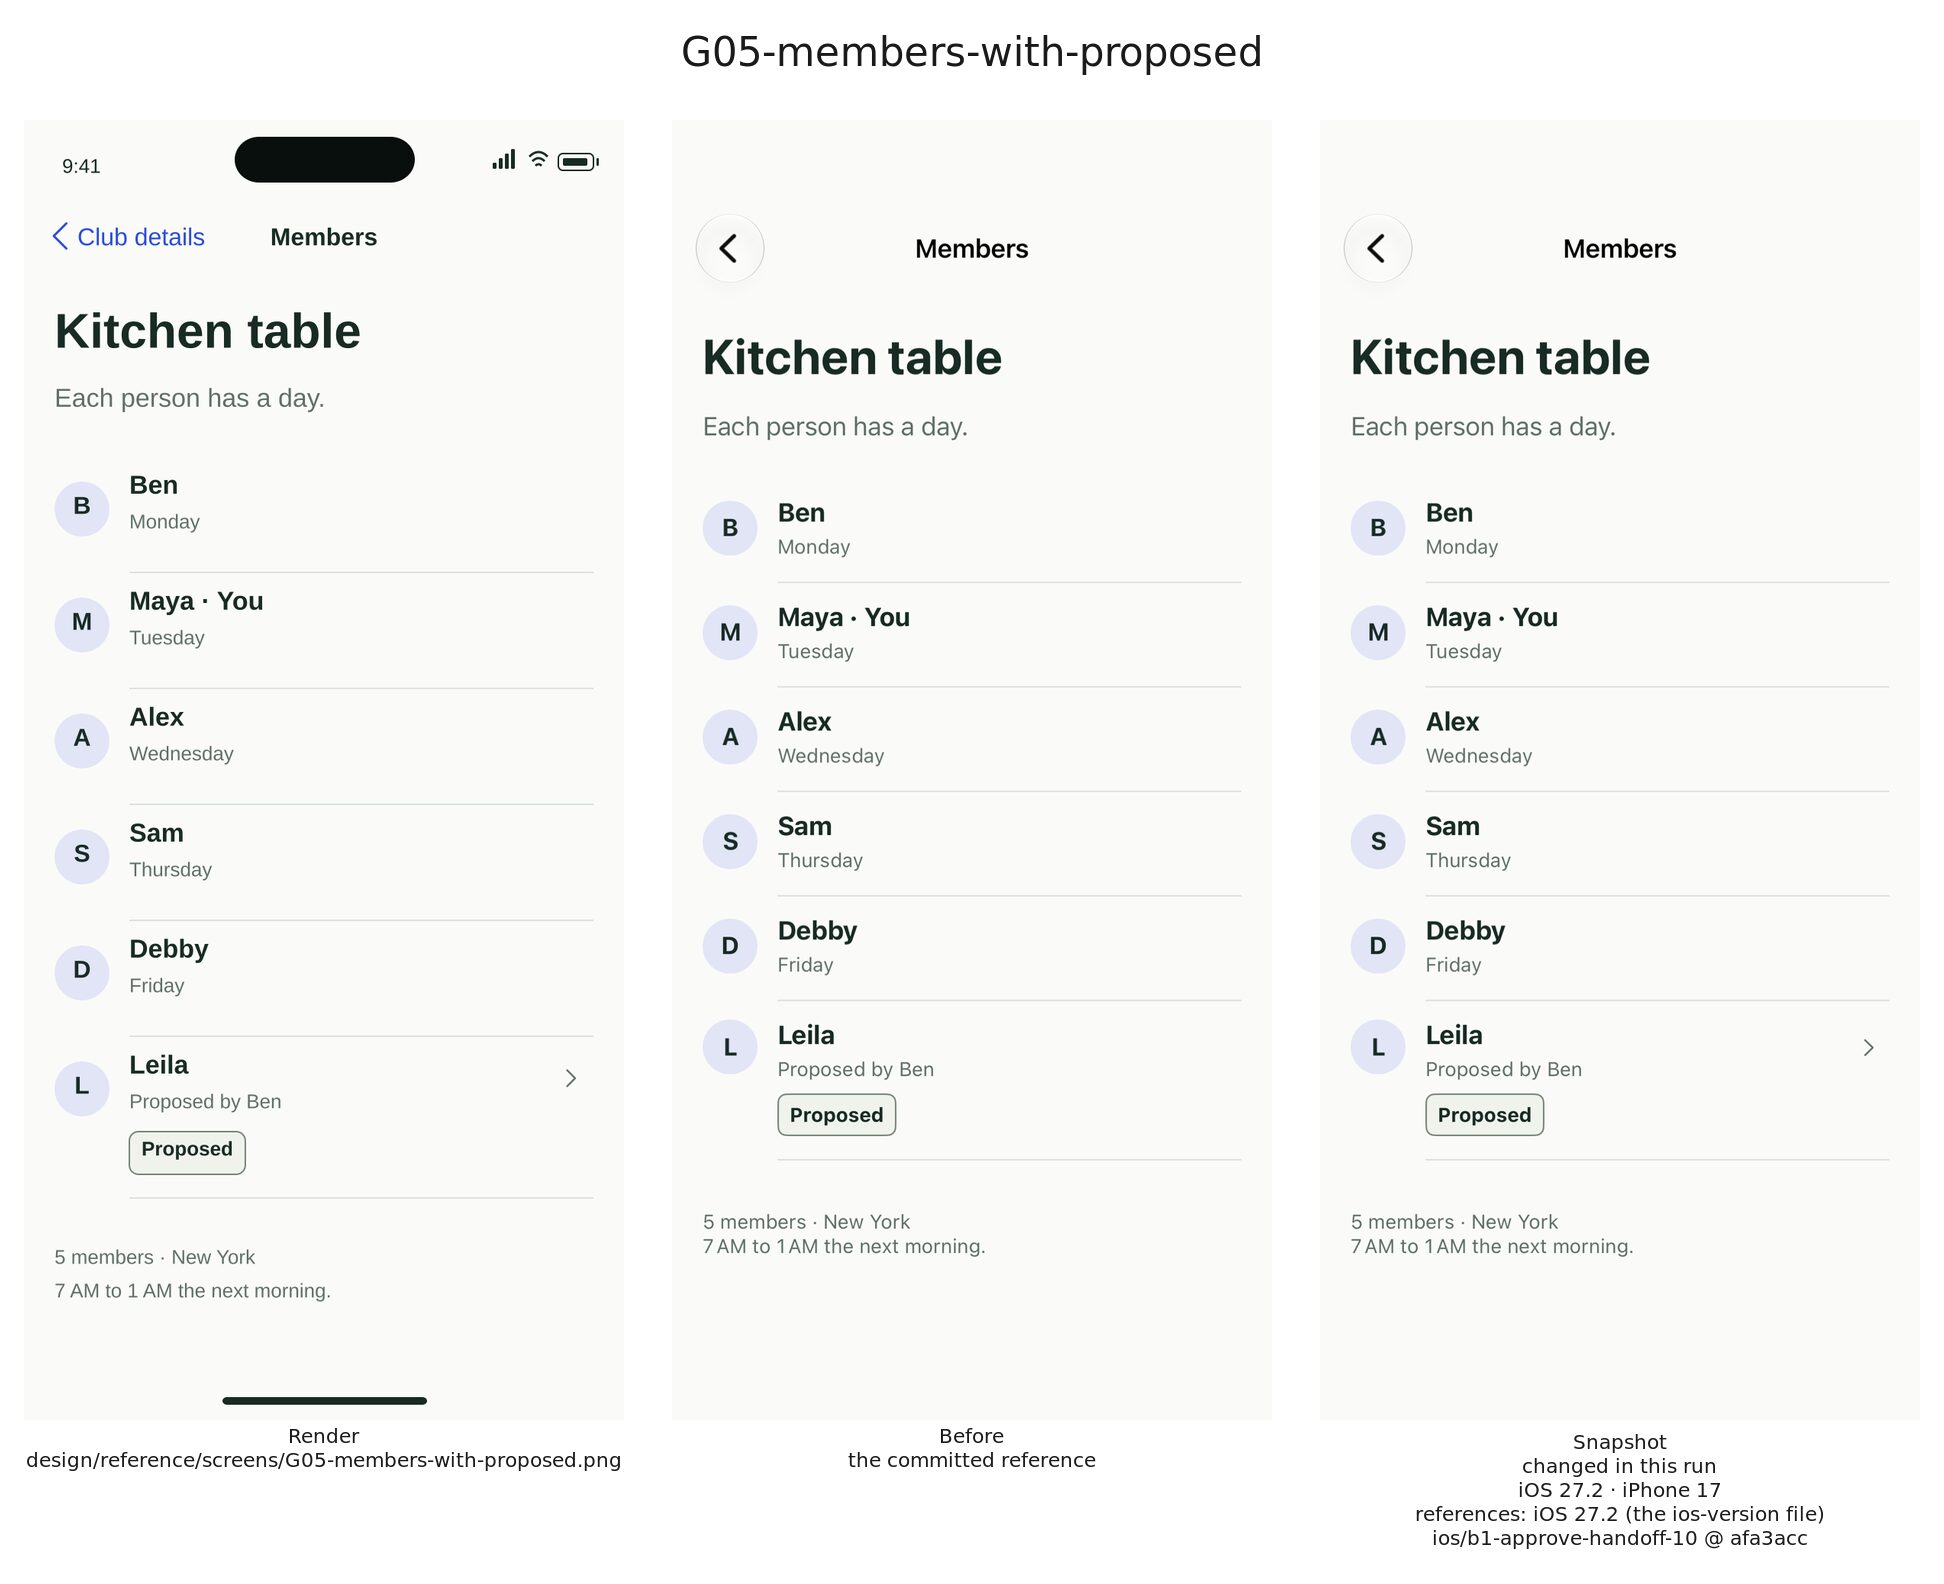 G05-members-with-proposed
9:41
Club details
Members
Kitchen table
Each person has a day.
B
Ben
Monday
M
Maya · You
Tuesday
A
Alex
Wednesday
S
Sam
Thursday
D
Debby
Friday
L
Leila
Proposed by Ben
Proposed
5 members · New York
7 AM to 1 AM the next morning.
Render
design/reference/screens/G05-members-with-proposed.png
Members
Kitchen table
Each person has a day.
B
Ben
Monday
M
Maya · You
Tuesday
A
Alex
Wednesday
S
Sam
Thursday
D
Debby
Friday
L
Leila
Proposed by Ben
Proposed
5 members · New York
7 AM to 1 AM the next morning.
Before
the committed reference
Members
Kitchen table
Each person has a day.
B
Ben
Monday
M
Maya · You
Tuesday
A
Alex
Wednesday
S
Sam
Thursday
D
Debby
Friday
L
Leila
Proposed by Ben
Proposed
5 members · New York
7 AM to 1 AM the next morning.
Snapshot
changed in this run
iOS 27.2 · iPhone 17
references: iOS 27.2 (the ios-version file)
ios/b1-approve-handoff-10 @ afa3acc